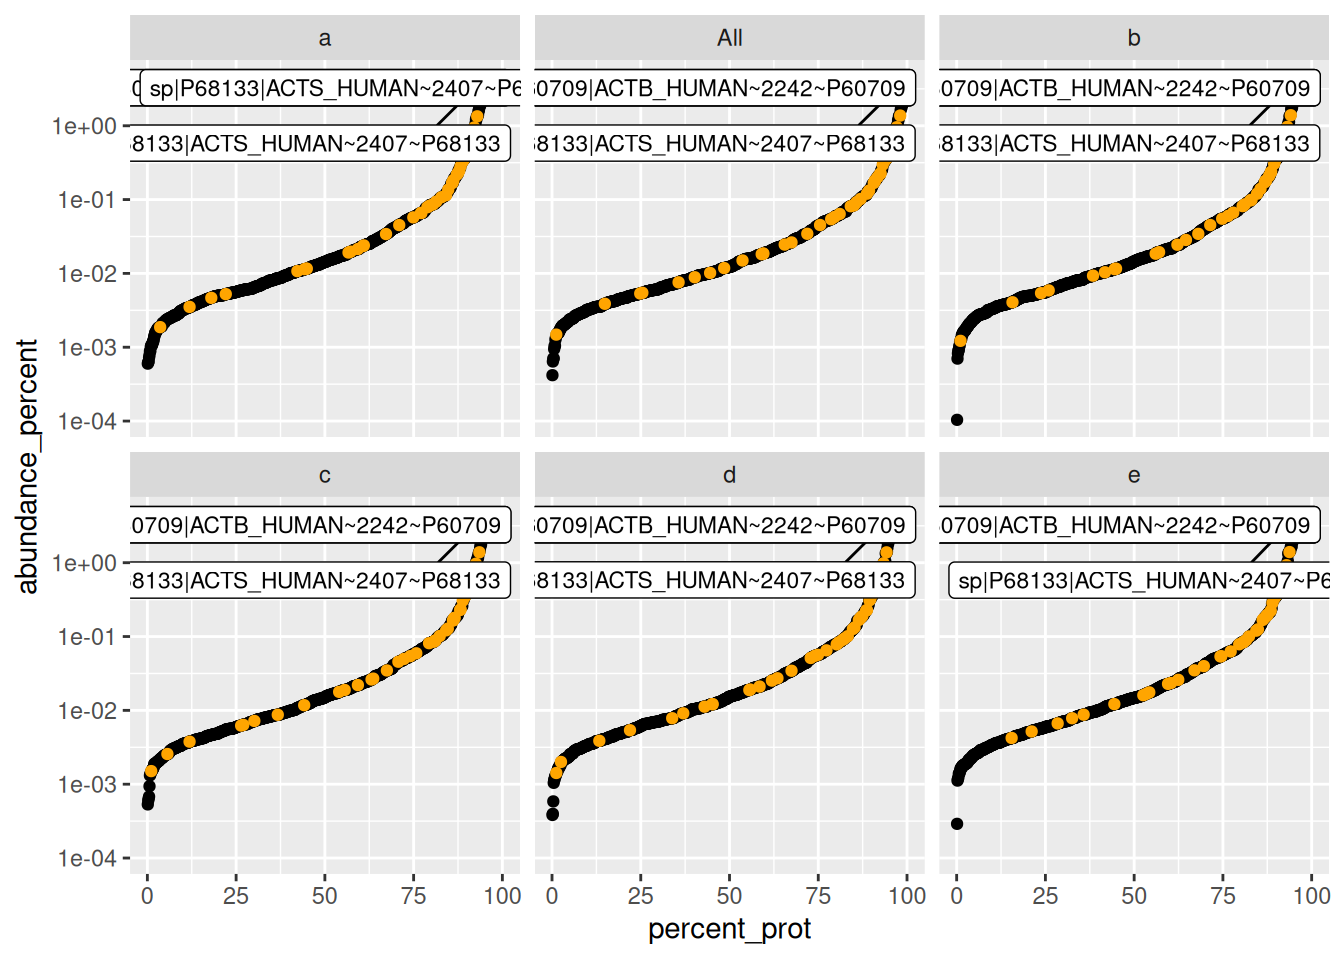 a
All
b
sp|P68133|ACTS_HUMAN~2407~P6
60709|ACTB_HUMAN~2242~P60709
0709|ACTB_HUMAN~2242~P60709
8133|ACTS_HUMAN~2407~P68133
68133|ACTS_HUMAN~2407~P68133
8133|ACTS_HUMAN~2407~P68133
1e+00
1e-01
1e-02
1e-03
1e-04
c
d
e
0709|ACTB_HUMAN~2242~P60709
60709|ACTB_HUMAN~2242~P60709
0709|ACTB_HUMAN~2242~P60709
8133|ACTS_HUMAN~2407~P68133
68133|ACTS_HUMAN~2407~P68133
sp|P68133|ACTS_HUMAN~2407~P6
1e+00
1e-01
1e-02
1e-03
1e-04
0 25 50 75 100
0 25 50 75 100
0 25 50 75 100
percent_prot
abundance_percent